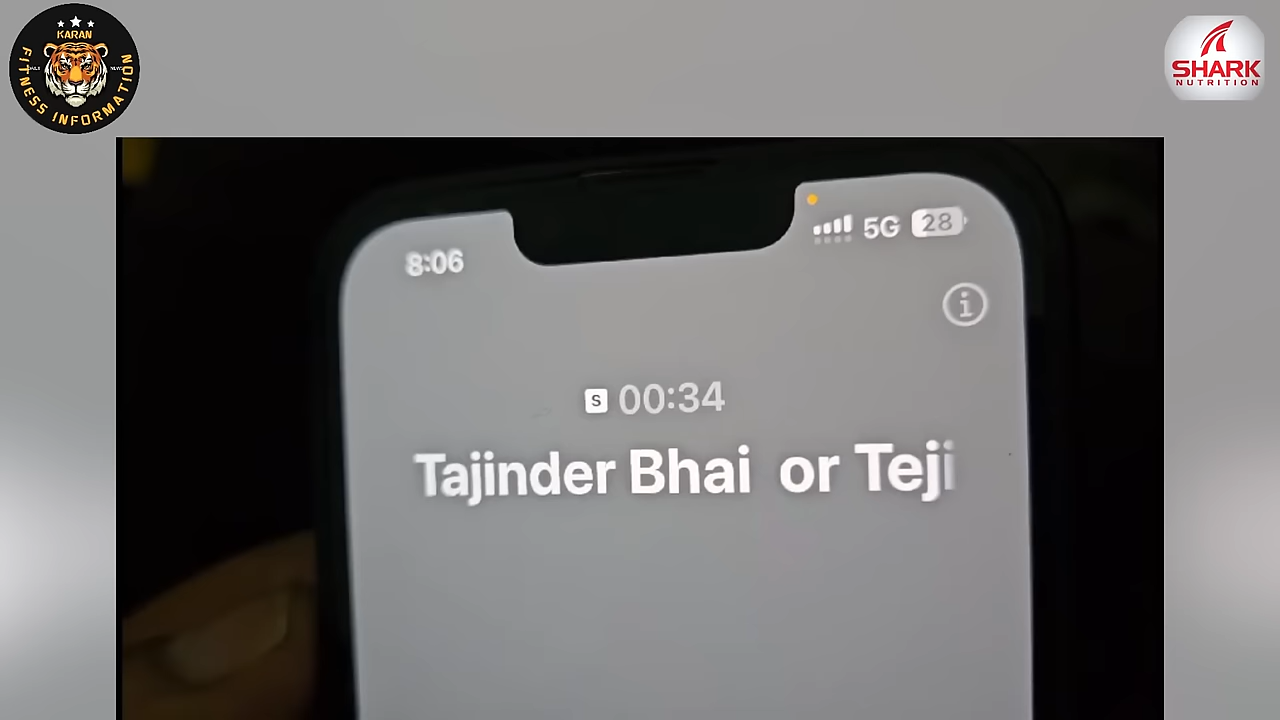 KARAN
FITNESS INFORMATION
SHARK
NUTRITION
8:06
5G 28
i
S 00:34
Tajinder Bhai or Teji